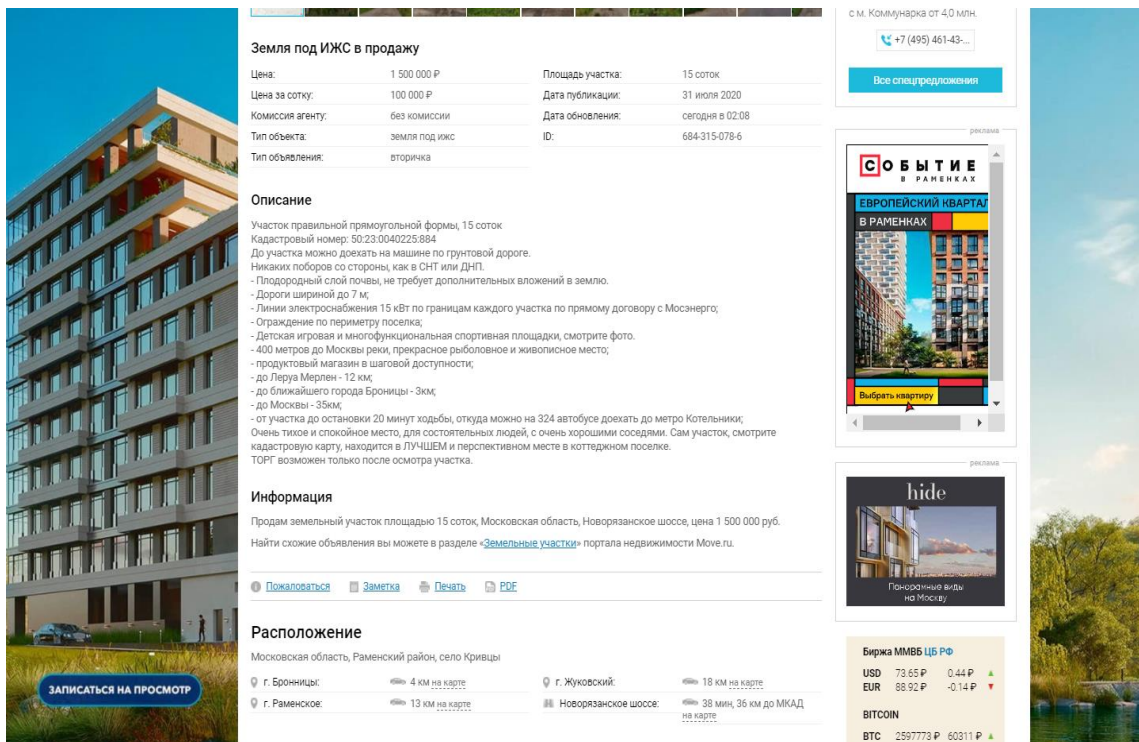 Земля под ИЖС в продажу
Цена: 1 500 000 ₽ Площадь участка: 15 соток
Цена за сотку: 100 000 ₽ Дата публикации: 31 июля 2020
Комиссия агенту: без комиссии Дата обновления: сегодня в 02:08
Тип объекта: земля под ижс ID: 684-315-078-6
Тип объявления: вторичка
Описание
Участок правильной прямоугольной формы, 15 соток
Кадастровый номер: 50:23:0040225:884
До участка можно доехать на машине по грунтовой дороге.
Никаких поборов со стороны, как в СНТ или ДНП.
- Плодородный слой почвы, не требует дополнительных вложений в землю.
- Дороги шириной до 7 м;
- Линии электроснабжения 15 кВт по границам каждого участка по прямому договору с Мосэнерго;
- Ограждение по периметру поселка;
- Детская игровая и многофункциональная спортивная площадки, смотрите фото.
- 400 метров до Москвы реки, прекрасное рыболовное и живописное место;
- продуктовый магазин в шаговой доступности;
- до Леруа Мерлен - 12 км;
- до ближайшего города Броницы - 3км;
- до Москвы - 35км;
- от участка до остановки 20 минут ходьбы, откуда можно на 324 автобусе доехать до метро Котельники;
Очень тихое и спокойное место, для состоятельных людей, с очень хорошими соседями. Сам участок, смотрите
кадастровую карту, находится в ЛУЧШЕМ и перспективном месте в коттеджном поселке.
ТОРГ возможен только после осмотра участка.
Информация
Продам земельный участок площадью 15 соток, Московская область, Новорязанское шоссе, цена 1 500 000 руб.
Найти схожие объявления вы можете в разделе «Земельные участки» портала недвижимости Move.ru.
Пожаловаться Заметка Печать PDF
Расположение
Московская область, Раменский район, село Кривцы
г. Бронницы: 4 км на карте г. Жуковский: 18 км на карте
г. Раменское: 13 км на карте Новорязанское шоссе: 38 мин, 36 км до МКАД
на карте
с м. Коммунарка от 4,0 млн.
+7 (495) 461-43-...
Все спецпредложения
реклама
СОБЫТИЕ
В РАМЕНКАХ
ЕВРОПЕЙСКИЙ КВАРТАЛ
В РАМЕНКАХ
Выбрать квартиру
реклама
hide
Панорамные виды
на Москву
Биржа ММВБ ЦБ РФ
USD 73.65 ₽ 0.44 ₽
EUR 88.92 ₽ -0.14 ₽
BITCOIN
BTC 2597773 ₽ 60311 ₽
ЗАПИСАТЬСЯ НА ПРОСМОТР